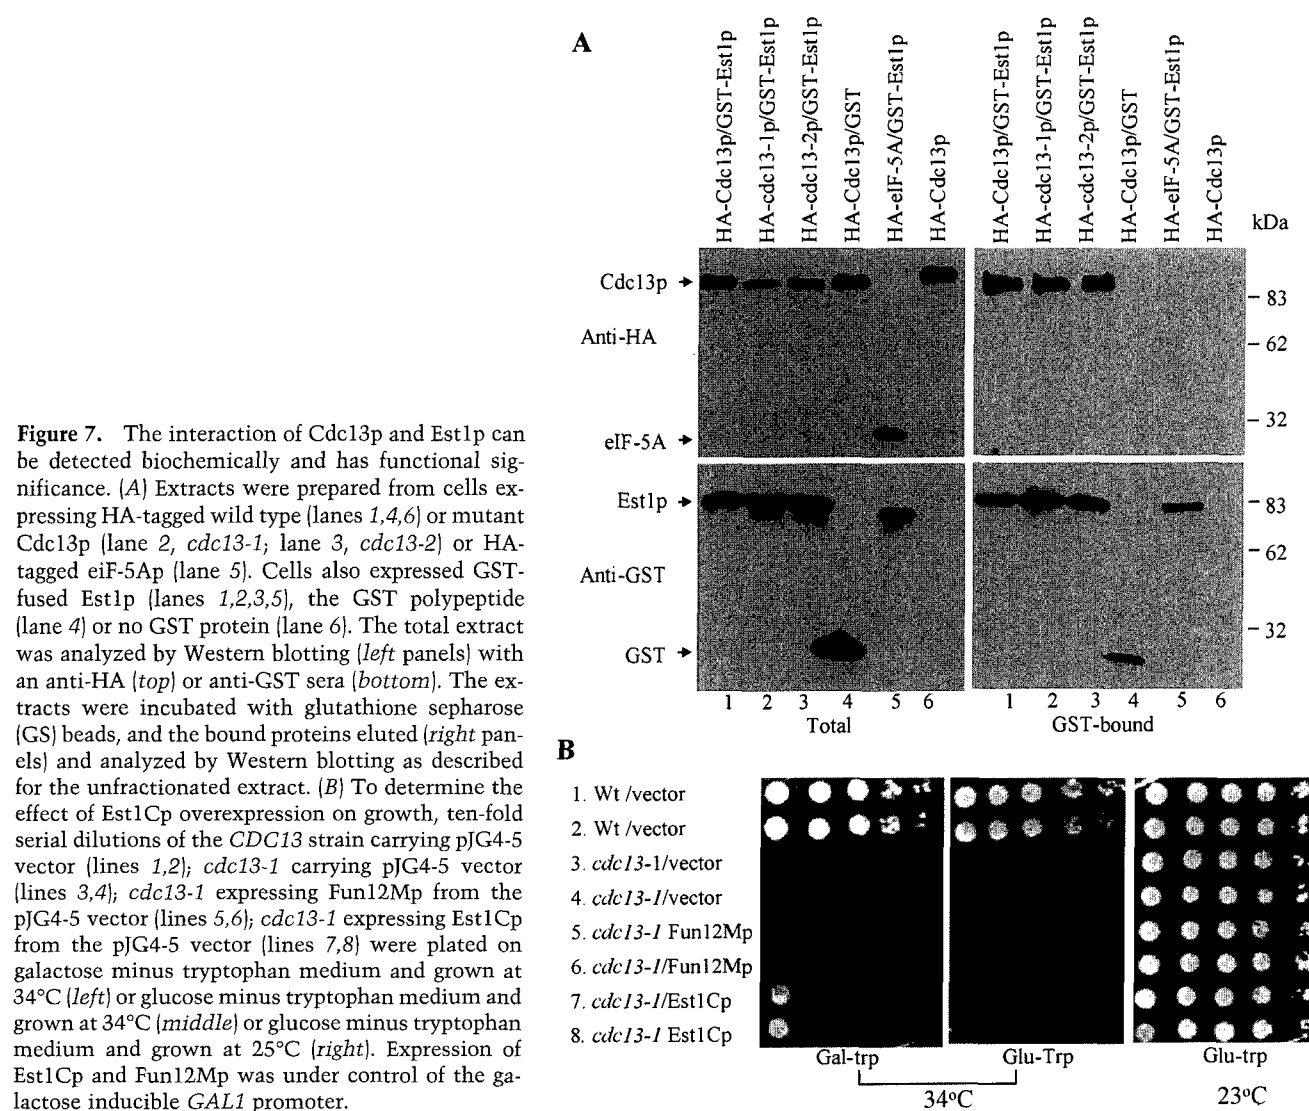 A
HA-Cdc13p/GST-Est1p
HA-cdc13-1p/GST-Est1p
HA-cdc13-2p/GST-Est1p
HA-Cdc13p/GST
HA-eIF-5A/GST-Est1p
HA-Cdc13p
HA-Cdc13p/GST-Est1p
HA-cdc13-1p/GST-Est1p
HA-cdc13-2p/GST-Est1p
HA-Cdc13p/GST
HA-eIF-5A/GST-Est1p
HA-Cdc13p
kDa
Cdc13p
Anti-HA
eIF-5A
83
62
32
Est1p
Anti-GST
GST
83
62
32
1 2 3 4 5 6
Total
1 2 3 4 5 6
GST-bound
Figure 7. The interaction of Cdc13p and Est1p can
be detected biochemically and has functional sig-
nificance. (A) Extracts were prepared from cells ex-
pressing HA-tagged wild type (lanes 1,4,6) or mutant
Cdc13p (lane 2, cdc13-1; lane 3, cdc13-2) or HA-
tagged eiF-5Ap (lane 5). Cells also expressed GST-
fused Est1p (lanes 1,2,3,5), the GST polypeptide
(lane 4) or no GST protein (lane 6). The total extract
was analyzed by Western blotting (left panels) with
an anti-HA (top) or anti-GST sera (bottom). The ex-
tracts were incubated with glutathione sepharose
(GS) beads, and the bound proteins eluted (right pan-
els) and analyzed by Western blotting as described
for the unfractionated extract. (B) To determine the
effect of Est1Cp overexpression on growth, ten-fold
serial dilutions of the CDC13 strain carrying pJG4-5
vector (lines 1,2); cdc13-1 carrying pJG4-5 vector
(lines 3,4); cdc13-1 expressing Fun12Mp from the
pJG4-5 vector (lines 5,6); cdc13-1 expressing Est1Cp
from the pJG4-5 vector (lines 7,8) were plated on
galactose minus tryptophan medium and grown at
34°C (left) or glucose minus tryptophan medium and
grown at 34°C (middle) or glucose minus tryptophan
medium and grown at 25°C (right). Expression of
Est1Cp and Fun12Mp was under control of the ga-
lactose inducible GAL1 promoter.
B
1. Wt /vector
2. Wt /vector
3. cdc13-1/vector
4. cdc13-1/vector
5. cdc13-1 Fun12Mp
6. cdc13-1/Fun12Mp
7. cdc13-1/Est1Cp
8. cdc13-1 Est1Cp
Gal-trp
Glu-Trp
Glu-trp
34°C
23°C